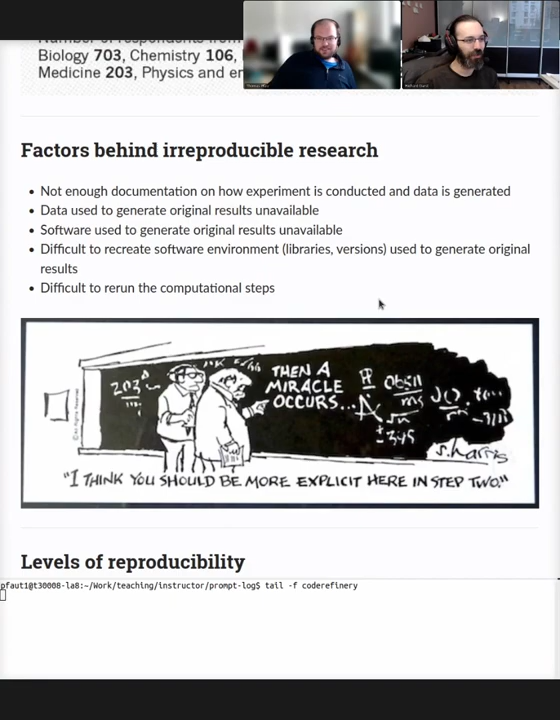 Biology 703, Chemistry 106,
Medicine 203, Physics and en
Factors behind irreproducible research
Not enough documentation on how experiment is conducted and data is generated
Data used to generate original results unavailable
Software used to generate original results unavailable
Difficult to recreate software environment (libraries, versions) used to generate original
results
Difficult to rerun the computational steps
THEN A
MIRACLE
OCCURS...
S.harris
"I THINK YOU SHOULD BE MORE EXPLICIT HERE IN STEP TWO."
Levels of reproducibility
pfaut1@t30008-la8:~/Work/teaching/instructor/prompt-log$ tail -f coderefinery